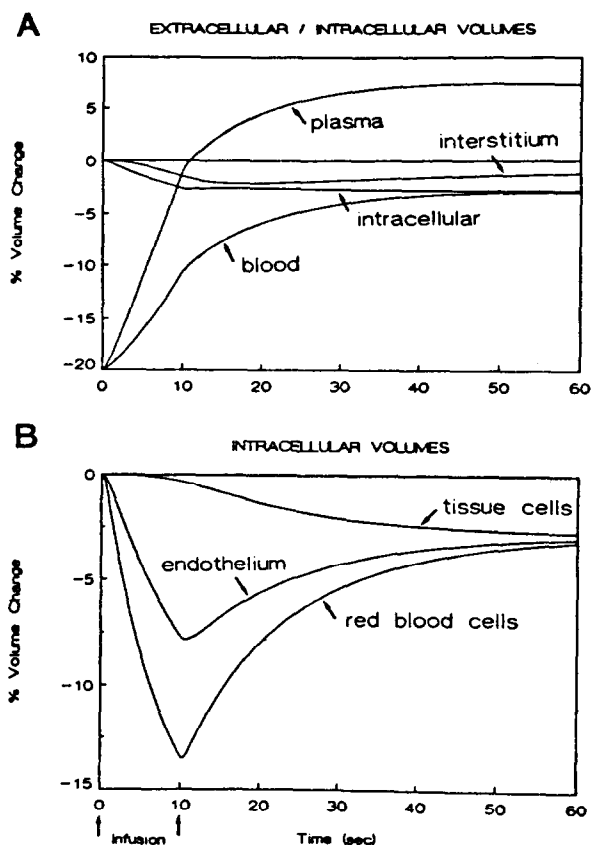 A
EXTRACELLULAR / INTRACELLULAR VOLUMES
% Volume Change
10
5
0
-5
-10
-15
-20
plasma
interstitium
intracellular
blood
0 10 20 30 40 50 60
B
INTRACELLULAR VOLUMES
% Volume Change
0
-5
-10
-15
tissue cells
endothelium
red blood cells
0 10 20 30 40 50 60
Infusion
Time (sec)